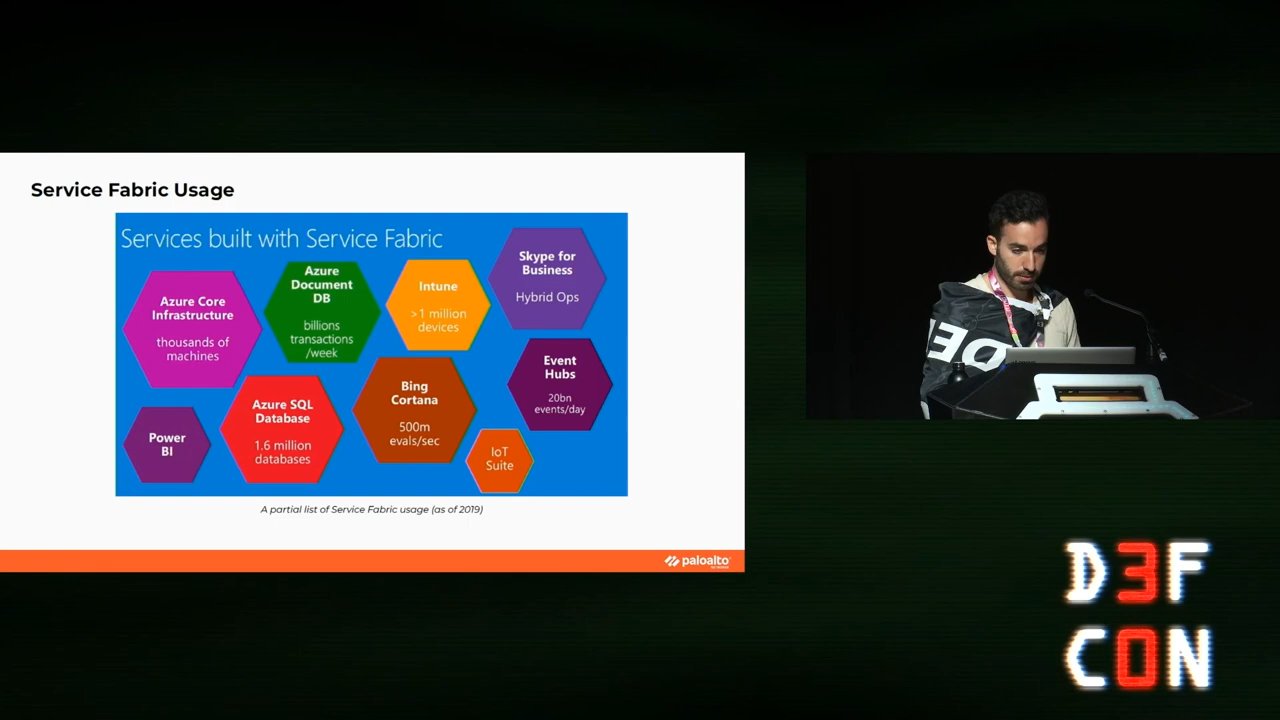 Service Fabric Usage
Services built with Service Fabric
Azure Core
Infrastructure
thousands of
machines
Azure
Document
DB
billions
transactions
/week
Intune
>1 million
devices
Skype for
Business
Hybrid Ops
Power
BI
Azure SQL
Database
1.6 million
databases
Bing
Cortana
500m
evals/sec
Event
Hubs
20bn
events/day
IoT
Suite
A partial list of Service Fabric usage (as of 2019)
paloalto
D3F
C0N